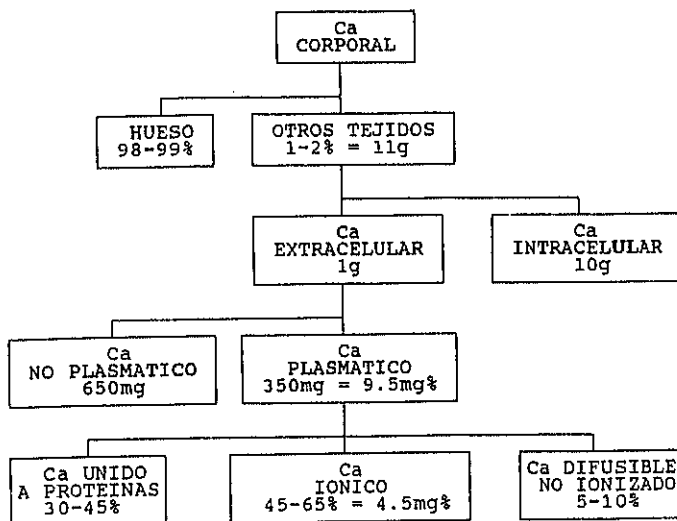 Ca
CORPORAL
HUESO
98-99%
OTROS TEJIDOS
1-2% = 11g
Ca
EXTRACELULAR
1g
Ca
INTRACELULAR
10g
Ca
NO PLASMATICO
650mg
Ca
PLASMATICO
350mg = 9.5mg%
Ca UNIDO
A PROTEINAS
30-45%
Ca
IONICO
45-65% = 4.5mg%
Ca DIFUSIBLE
NO IONIZADO
5-10%